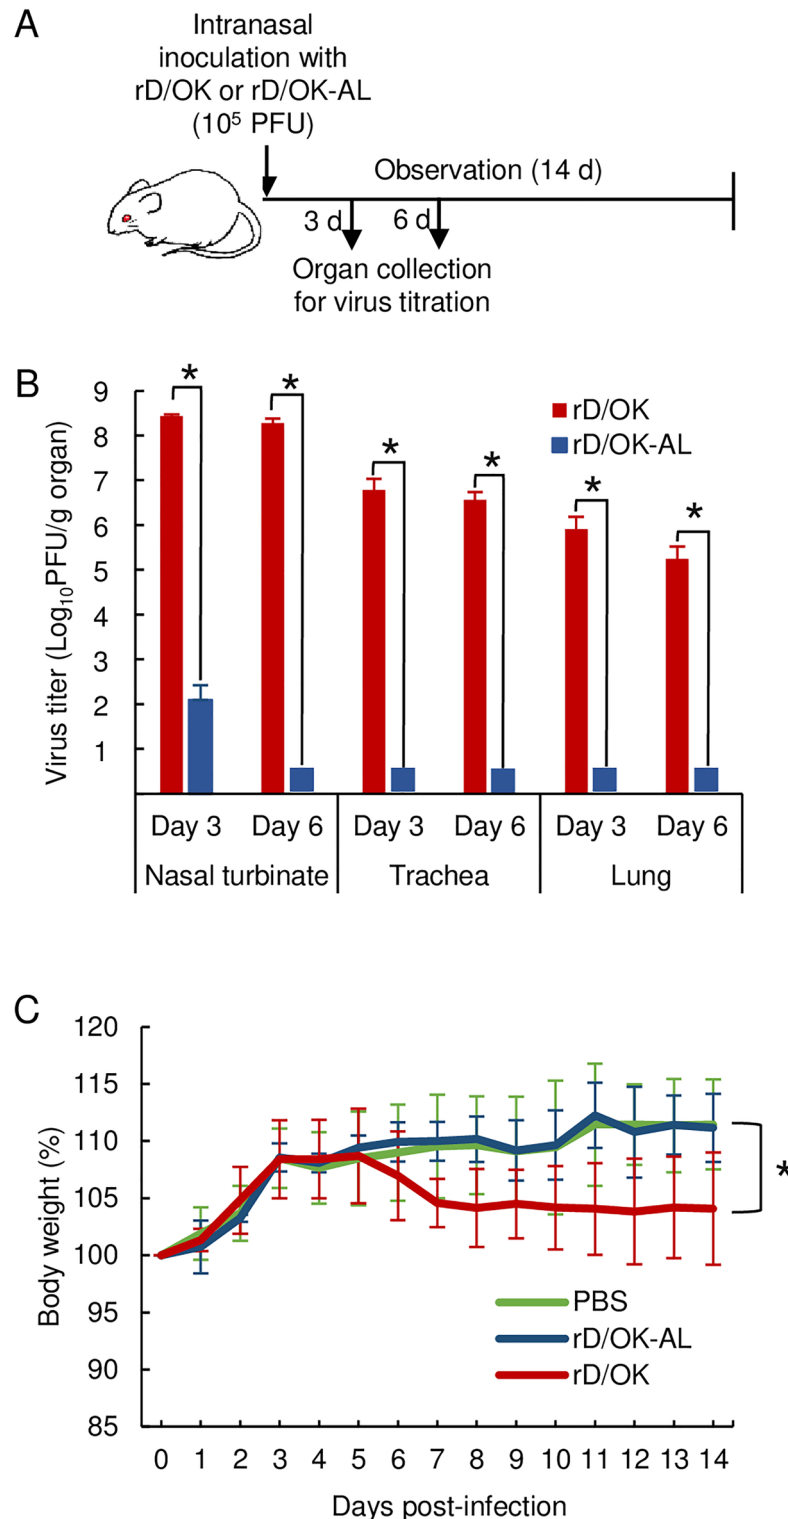 A
Intranasal
inoculation with
rD/OK or rD/OK-AL
(10⁵ PFU)
Observation (14 d)
3 d
6 d
Organ collection
for virus titration
B
Virus titer (Log₁₀PFU/g organ)
9
8
7
6
5
4
3
2
1
*
*
*
*
*
*
rD/OK
rD/OK-AL
Day 3 Day 6 Day 3 Day 6 Day 3 Day 6
Nasal turbinate Trachea Lung
C
Body weight (%)
120
115
110
105
100
95
90
85
*
PBS
rD/OK-AL
rD/OK
0 1 2 3 4 5 6 7 8 9 10 11 12 13 14
Days post-infection